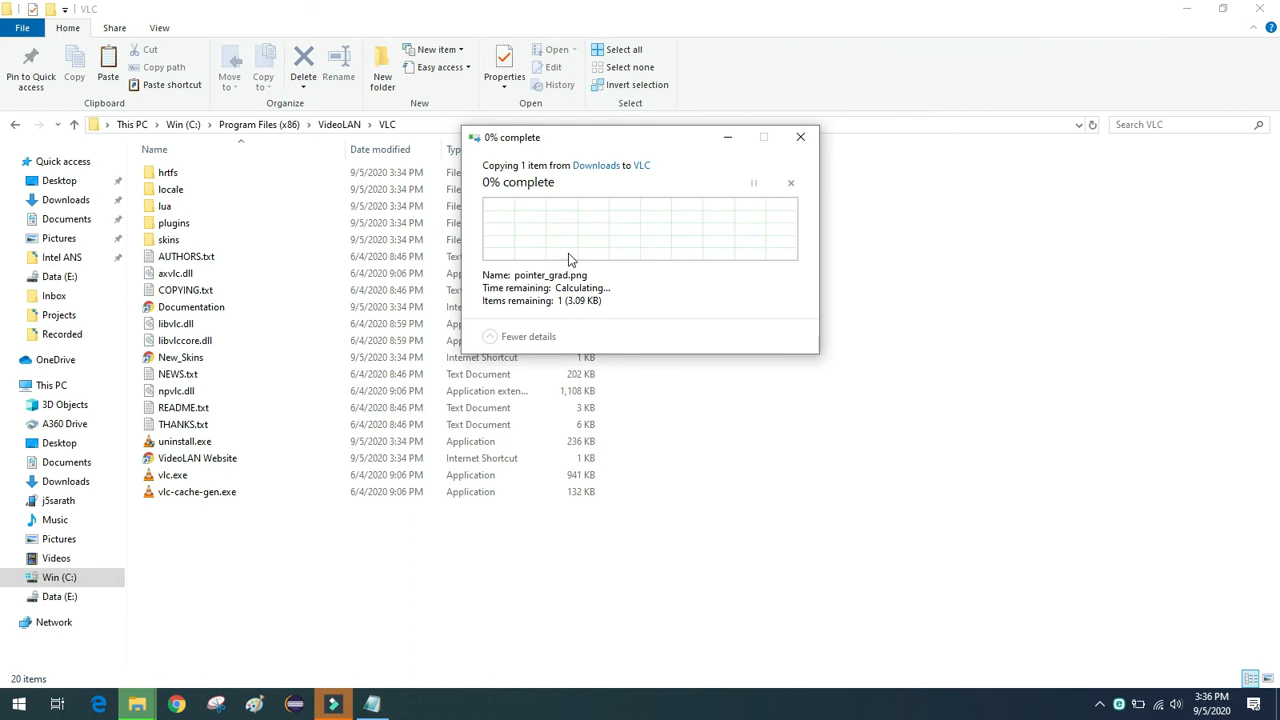 VLC
File Home Share View
Pin to Quick access
Copy
Paste
Cut
Copy path
Paste shortcut
Move to
Copy to
Delete
Rename
New folder
New item
Easy access
Properties
Open
Edit
History
Select all
Select none
Invert selection
Clipboard Organize New Open Select
This PC > Win (C:) > Program Files (x86) > VideoLAN > VLC
Search VLC
Quick access
Desktop
Downloads
Documents
Pictures
Intel ANS
Data (E:)
Inbox
Projects
Recorded
OneDrive
This PC
3D Objects
A360 Drive
Desktop
Documents
Downloads
j5sarath
Music
Pictures
Videos
Win (C:)
Data (E:)
Network
Name Date modified Typ
hrtfs 9/5/2020 3:34 PM File
locale 9/5/2020 3:34 PM File
lua 9/5/2020 3:34 PM File
plugins 9/5/2020 3:34 PM File
skins 9/5/2020 3:34 PM File
AUTHORS.txt 6/4/2020 8:46 PM Text
axvlc.dll 6/4/2020 9:06 PM App
COPYING.txt 6/4/2020 8:46 PM Text
Documentation 9/5/2020 3:34 PM Inte
libvlc.dll 6/4/2020 8:59 PM App
libvlccore.dll 6/4/2020 8:59 PM App
New_Skins 9/5/2020 3:34 PM Internet Shortcut 1 KB
NEWS.txt 6/4/2020 8:46 PM Text Document 202 KB
npvlc.dll 6/4/2020 9:06 PM Application exten... 1,108 KB
README.txt 6/4/2020 8:46 PM Text Document 3 KB
THANKS.txt 6/4/2020 8:46 PM Text Document 6 KB
uninstall.exe 9/5/2020 3:34 PM Application 236 KB
VideoLAN Website 9/5/2020 3:34 PM Internet Shortcut 1 KB
vlc.exe 6/4/2020 9:06 PM Application 941 KB
vlc-cache-gen.exe 6/4/2020 9:06 PM Application 132 KB
0% complete
Copying 1 item from Downloads to VLC
0% complete
Name: pointer_grad.png
Time remaining: Calculating...
Items remaining: 1 (3.09 KB)
Fewer details
20 items
3:36 PM
9/5/2020